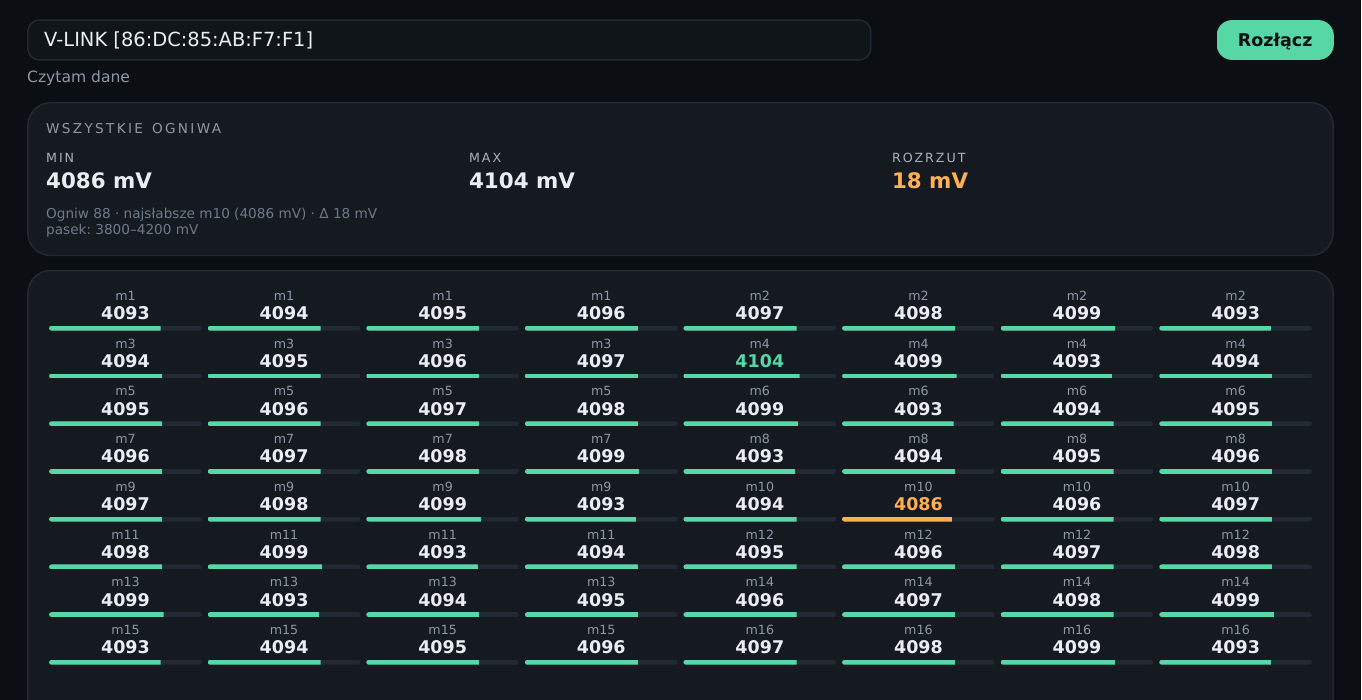 V-LINK [86:DC:85:AB:F7:F1]
Rozłącz
Czytam dane
WSZYSTKIE OGNIWA
MIN MAX ROZRZUT
4086 mV 4104 mV 18 mV
Ogniw 88 · najsłabsze m10 (4086 mV) · Δ 18 mV
pasek: 3800–4200 mV
m1 m1 m1 m1 m2 m2 m2 m2
4093 4094 4095 4096 4097 4098 4099 4093
m3 m3 m3 m3 m4 m4 m4 m4
4094 4095 4096 4097 4104 4099 4093 4094
m5 m5 m5 m5 m6 m6 m6 m6
4095 4096 4097 4098 4099 4093 4094 4095
m7 m7 m7 m7 m8 m8 m8 m8
4096 4097 4098 4099 4093 4094 4095 4096
m9 m9 m9 m9 m10 m10 m10 m10
4097 4098 4099 4093 4094 4086 4096 4097
m11 m11 m11 m11 m12 m12 m12 m12
4098 4099 4093 4094 4095 4096 4097 4098
m13 m13 m13 m13 m14 m14 m14 m14
4099 4093 4094 4095 4096 4097 4098 4099
m15 m15 m15 m15 m16 m16 m16 m16
4093 4094 4095 4096 4097 4098 4099 4093